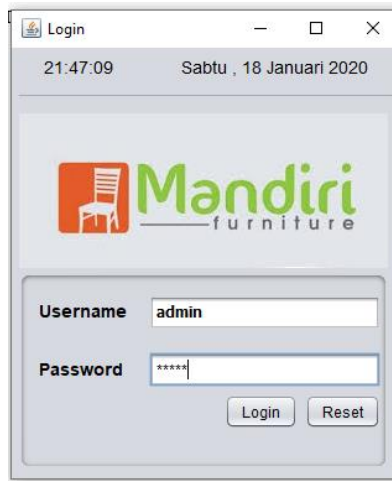 Login
21:47:09 Sabtu , 18 Januari 2020
Mandiri
furniture
Username admin
Password *****
Login Reset